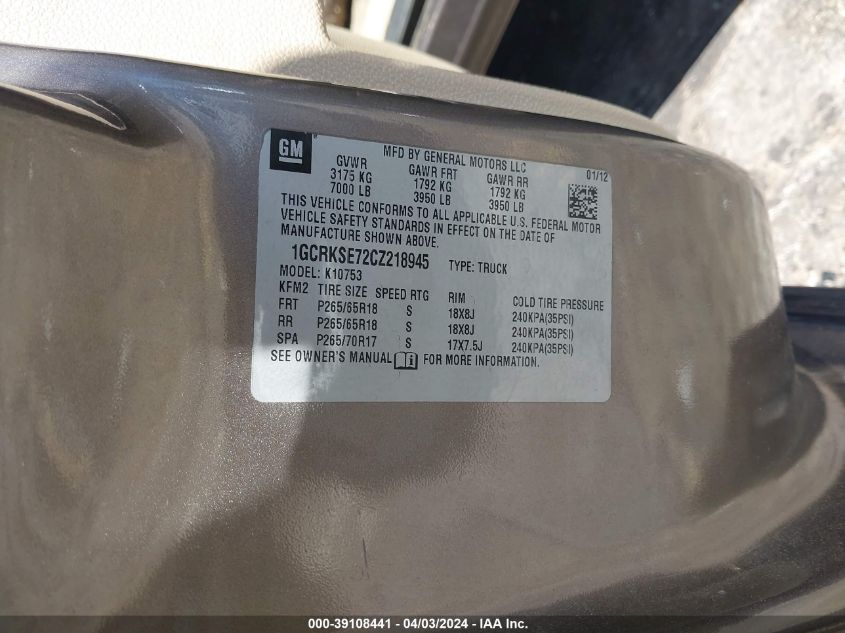 GM
MFD BY GENERAL MOTORS LLC
01/12
GVWR GAWR FRT GAWR RR
3175 KG 1792 KG 1792 KG
7000 LB 3950 LB 3950 LB
THIS VEHICLE CONFORMS TO ALL APPLICABLE U.S. FEDERAL MOTOR
VEHICLE SAFETY STANDARDS IN EFFECT ON THE DATE OF
MANUFACTURE SHOWN ABOVE.
1GCRKSE72CZ218945 TYPE: TRUCK
MODEL: K10753
KFM2 TIRE SIZE SPEED RTG RIM COLD TIRE PRESSURE
FRT P265/65R18 S 18X8J 240KPA(35PSI)
RR P265/65R18 S 18X8J 240KPA(35PSI)
SPA P265/70R17 S 17X7.5J 240KPA(35PSI)
SEE OWNER'S MANUAL i FOR MORE INFORMATION.
000-39108441 - 04/03/2024 - IAA Inc.